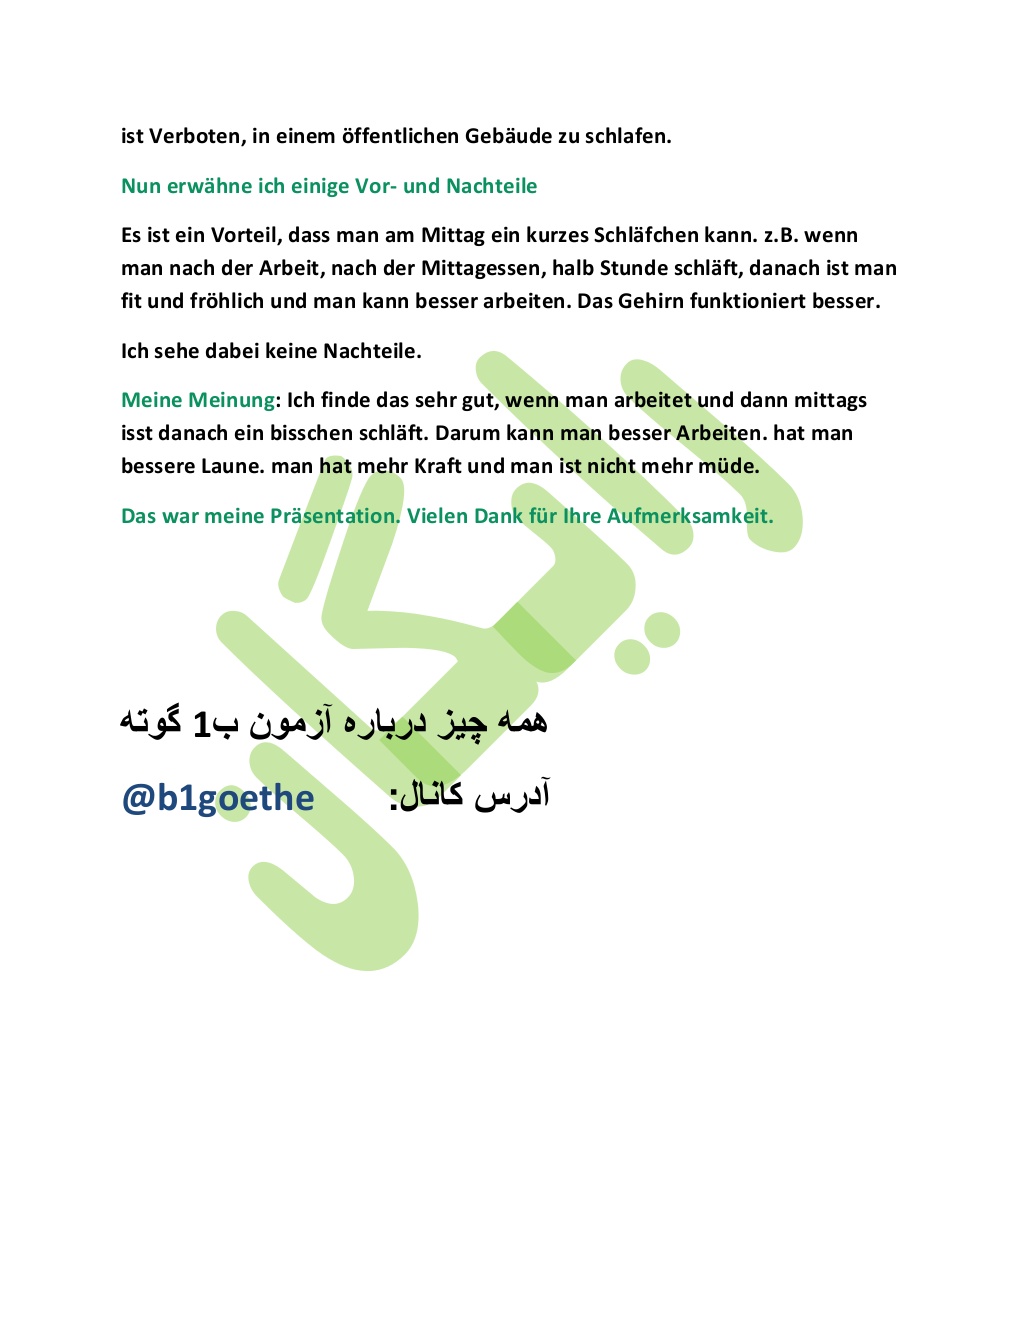 ist Verboten, in einem öffentlichen Gebäude zu schlafen.
Nun erwähne ich einige Vor- und Nachteile
Es ist ein Vorteil, dass man am Mittag ein kurzes Schläfchen kann. z.B. wenn
man nach der Arbeit, nach der Mittagessen, halb Stunde schläft, danach ist man
fit und fröhlich und man kann besser arbeiten. Das Gehirn funktioniert besser.
Ich sehe dabei keine Nachteile.
Meine Meinung: Ich finde das sehr gut, wenn man arbeitet und dann mittags
isst danach ein bisschen schläft. Darum kann man besser Arbeiten. hat man
bessere Laune. man hat mehr Kraft und man ist nicht mehr müde.
Das war meine Präsentation. Vielen Dank für Ihre Aufmerksamkeit.
همه چیز درباره آزمون ب1 گوته
آدرس کانال: @b1goethe
رایگان